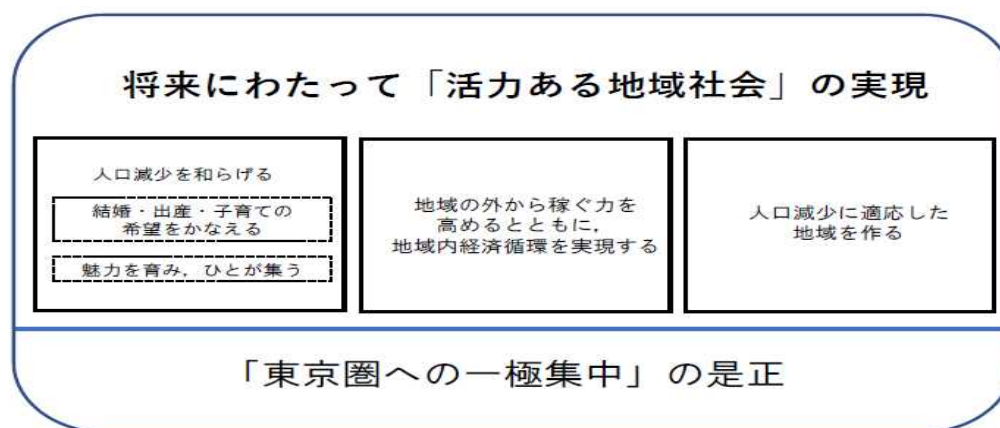 将来にわたって「活力ある地域社会」の実現
人口減少を和らげる
結婚・出産・子育ての
希望をかなえる
魅力を育み，ひとが集う
地域の外から稼ぐ力を
高めるとともに，
地域内経済循環を実現する
人口減少に適応した
地域を作る
「東京圏への一極集中」の是正